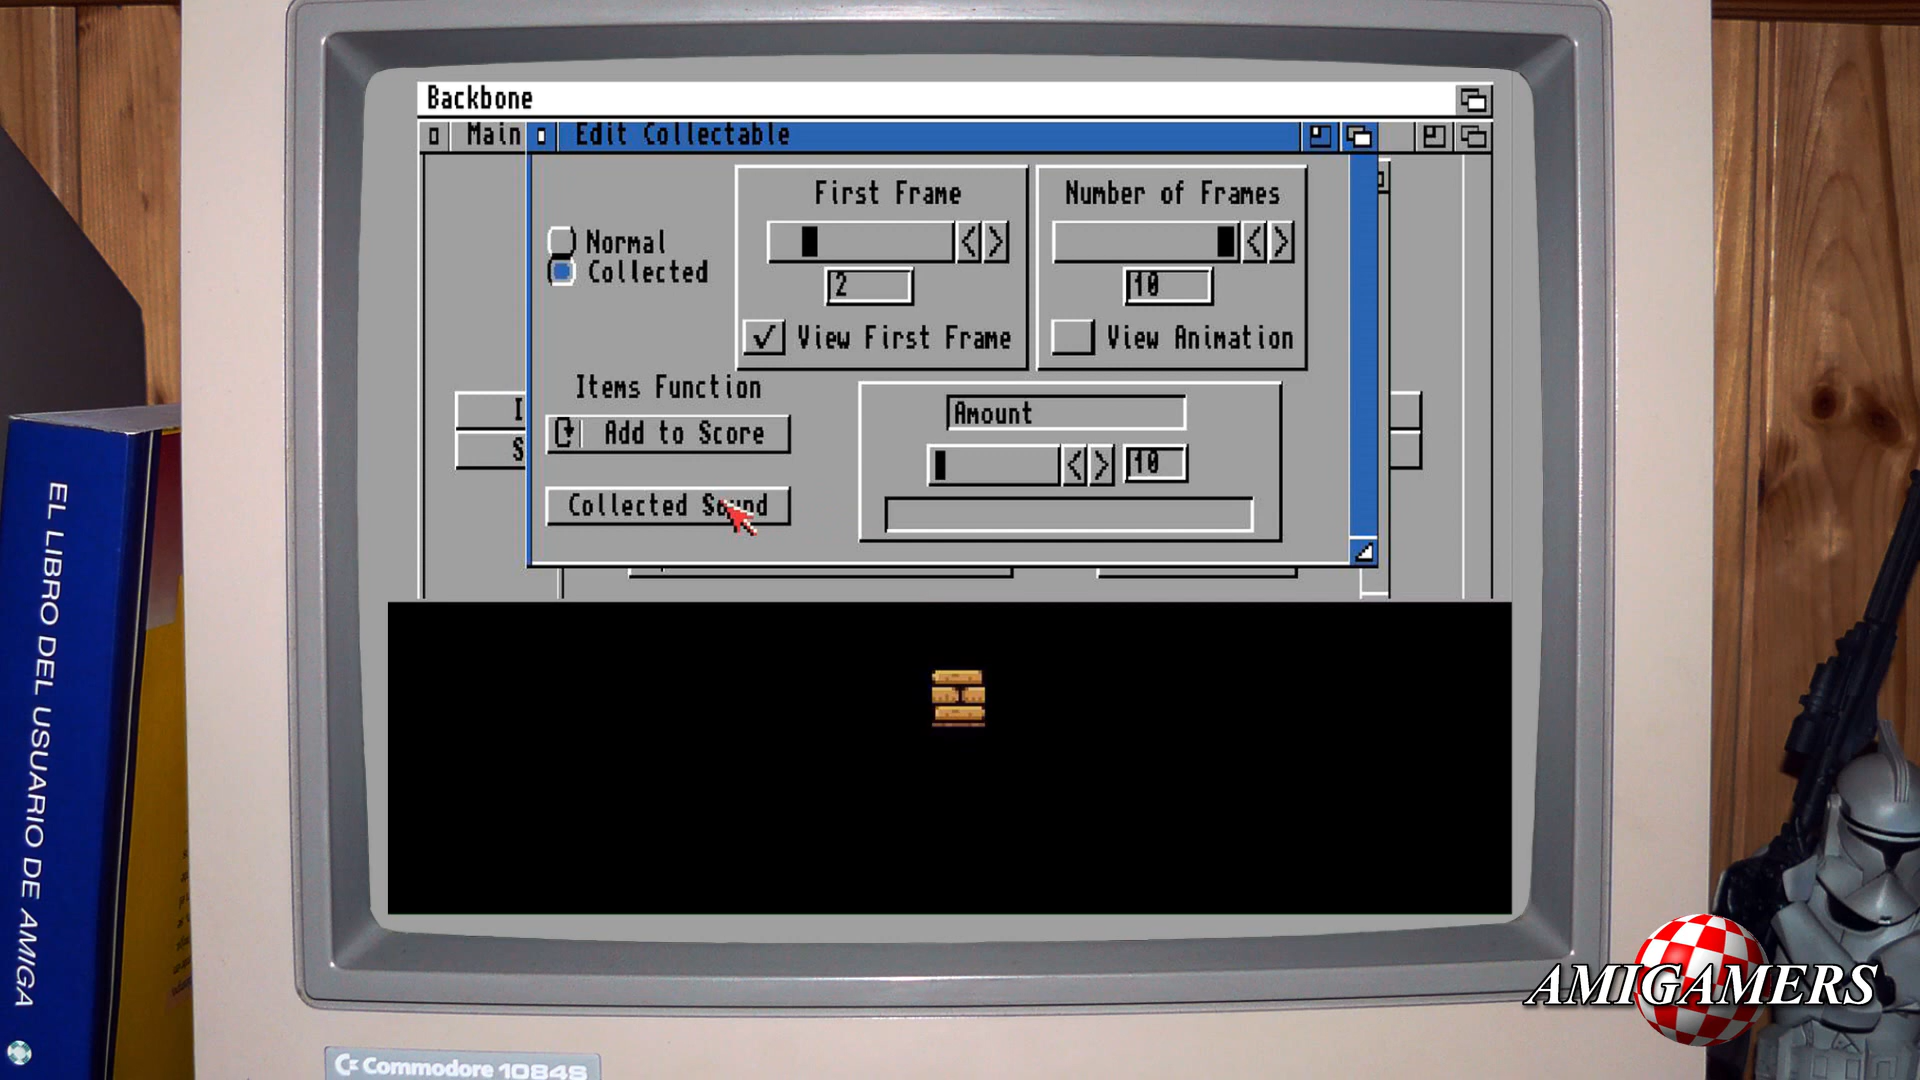 Backbone
Main
Edit Collectable
First Frame
Number of Frames
Normal
Collected
2
10
View First Frame
View Animation
Items Function
Amount
I
Add to Score
S
10
Collected Sound
EL LIBRO DEL USUARIO DE AMIGA
AMIGAMERS
Commodore 1084S